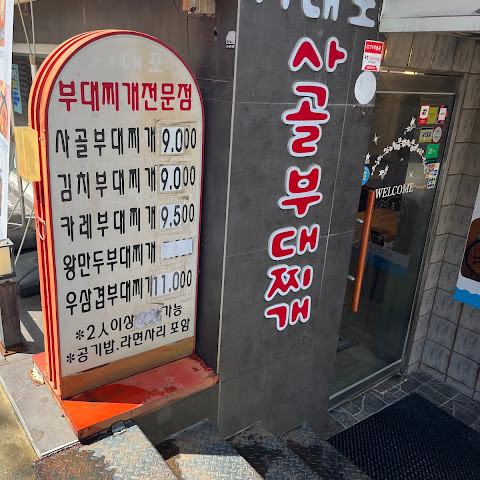 부대찌개전문점
사골부대찌개 9.000
김치부대찌개 9.000
카레부대찌개 9.500
왕만두부대찌개
우삼겹부대찌기 11.000
*2人이상 가능
*공기밥.라면사리 포함
사골부대찌개
WELCOME